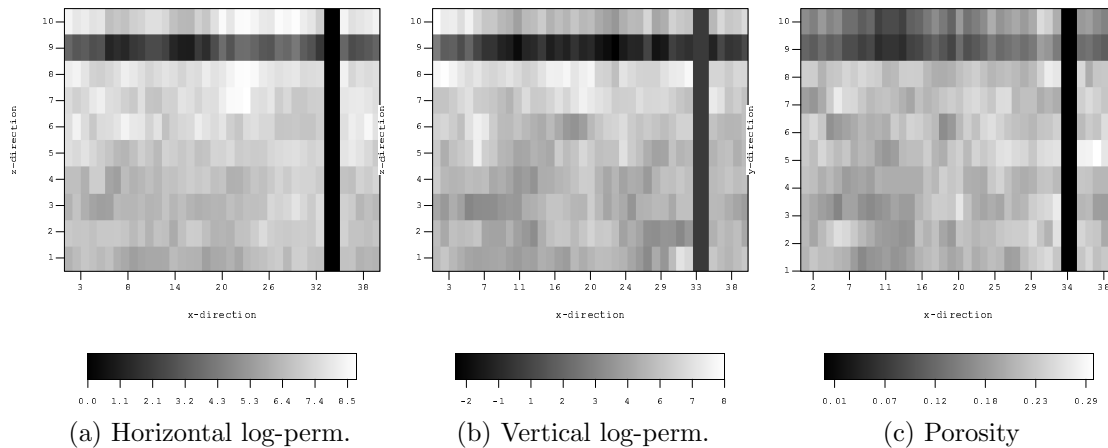 10
9
8
7
6
5
4
3
2
1
z-direction
3 8 14 20 26 32 38
x-direction
0.0 1.1 2.1 3.2 4.3 5.3 6.4 7.4 8.5
(a) Horizontal log-perm.
10
9
8
7
6
5
4
3
2
1
z-direction
3 7 11 16 20 24 29 33 38
x-direction
-2 -1 1 2 3 4 6 7 8
(b) Vertical log-perm.
10
9
8
7
6
5
4
3
2
1
y-direction
2 7 11 16 20 25 29 34 38
x-direction
0.01 0.07 0.12 0.18 0.23 0.29
(c) Porosity